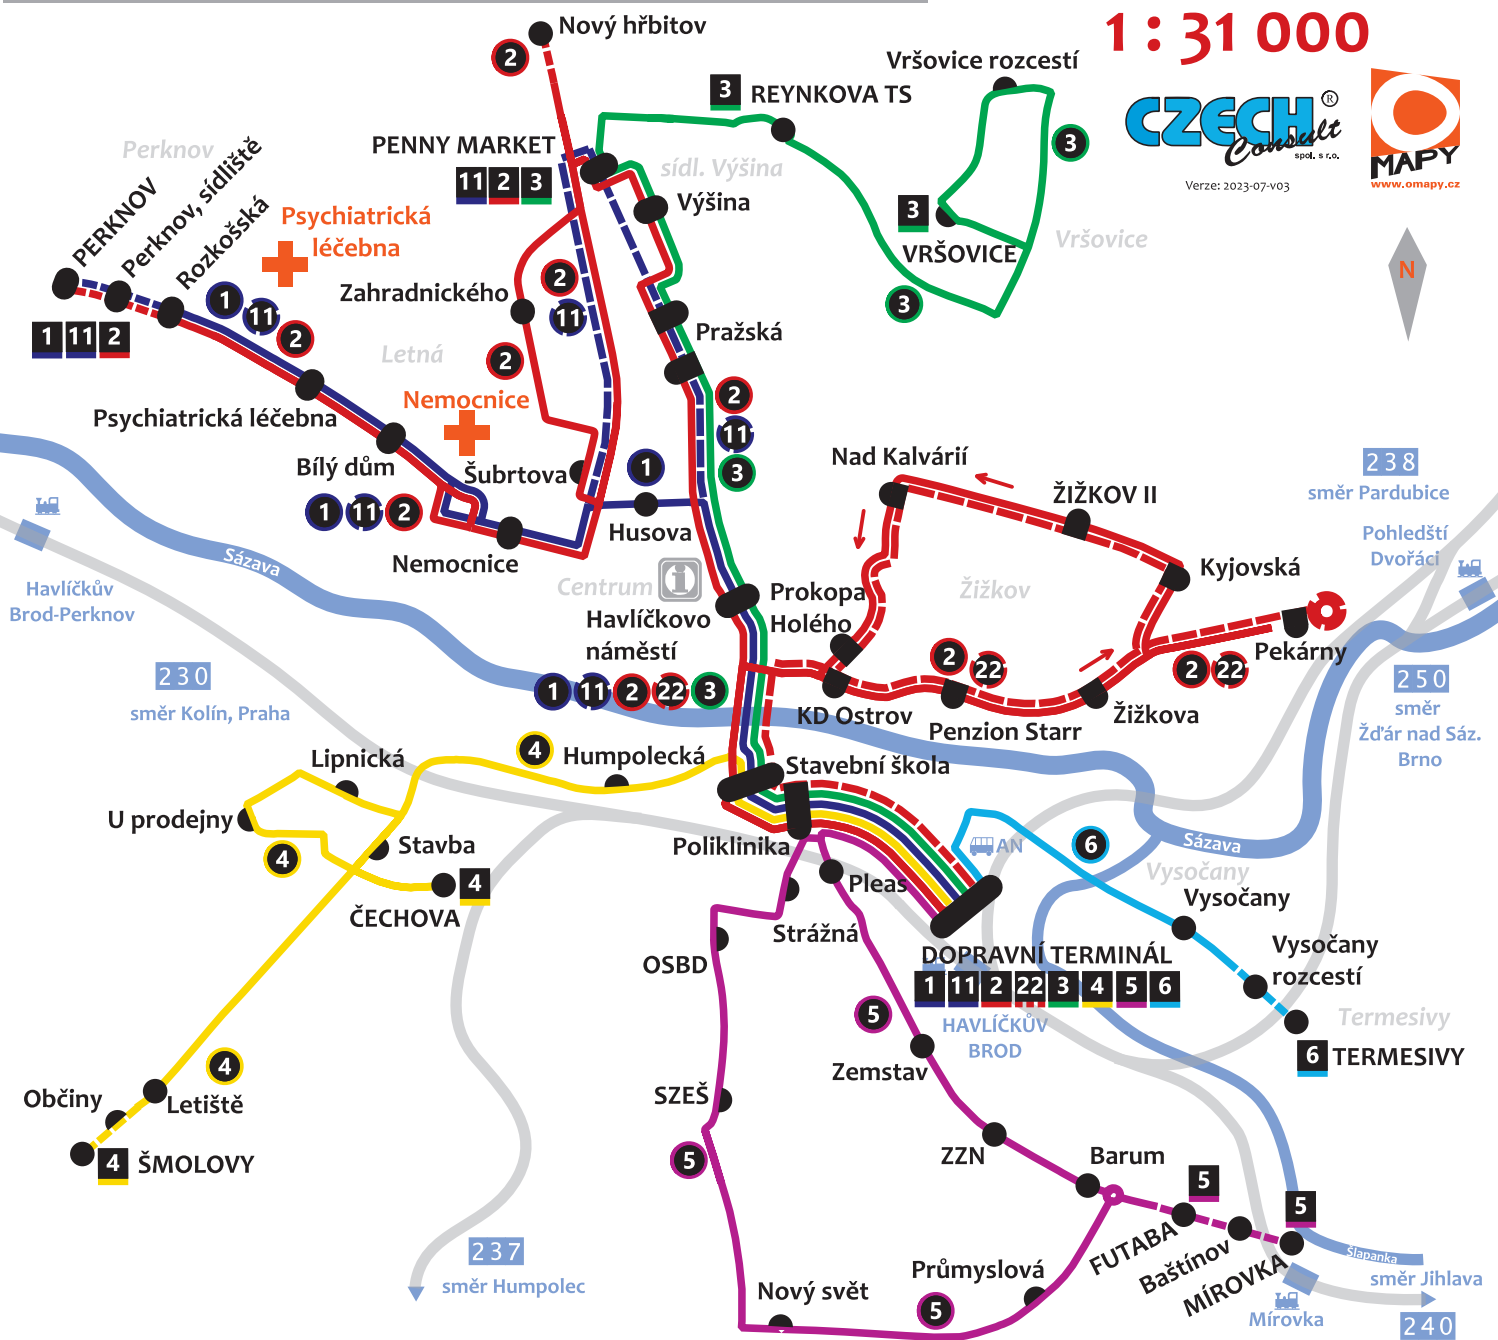 1 : 31 000
CZECH
®
Consult
spol. s r.o.
MAPY
www.omapy.cz
Verze: 2023-07-v03
N
Nový hřbitov
2
Vršovice rozcestí
3
REYNKOVA TS
3
PENNY MARKET
11 2 3
sídl. Výšina
Výšina
3
VRŠOVICE
Vršovice
3
Perknov
PERKNOV
Perknov, sídliště
Rozkošská
Psychiatrická
léčebna
1 11 2
1 11 2
Zahradnického
2
11
2
Letná
Pražská
Nemocnice
Psychiatrická léčebna
Bílý dům
1 11 2
Šubrtova
1
Husova
Nemocnice
2
11
3
Nad Kalvárií
ŽIŽKOV II
Kyjovská
Žižkov
Pekárny
2 22
238
směr Pardubice
Pohledští
Dvořáci
250
směr
Žďár nad Sáz.
Brno
Sázava
Havlíčkův
Brod-Perknov
230
směr Kolín, Praha
Centrum
i
Havlíčkovo
náměstí
Prokopa
Holého
1 11 2 22 3
KD Ostrov
2 22
Penzion Starr
Žižkova
4
Humpolecká
Lipnická
U prodejny
4
Stavba
ČECHOVA
4
Stavební škola
Poliklinika
Pleas
Strážná
AN
6
Sázava
Vysočany
Vysočany
Vysočany
rozcestí
Termesivy
6
TERMESIVY
DOPRAVNÍ TERMINÁL
1 11 2 22 3 4 5 6
HAVLÍČKŮV
BROD
OSBD
5
Zemstav
SZEŠ
5
ZZN
Barum
5
FUTABA
Baštínov
5
MÍROVKA
Občiny
4
Letiště
4
ŠMOLOVY
237
směr Humpolec
Nový svět
Průmyslová
5
Šlapanka
směr Jihlava
Mírovka
240